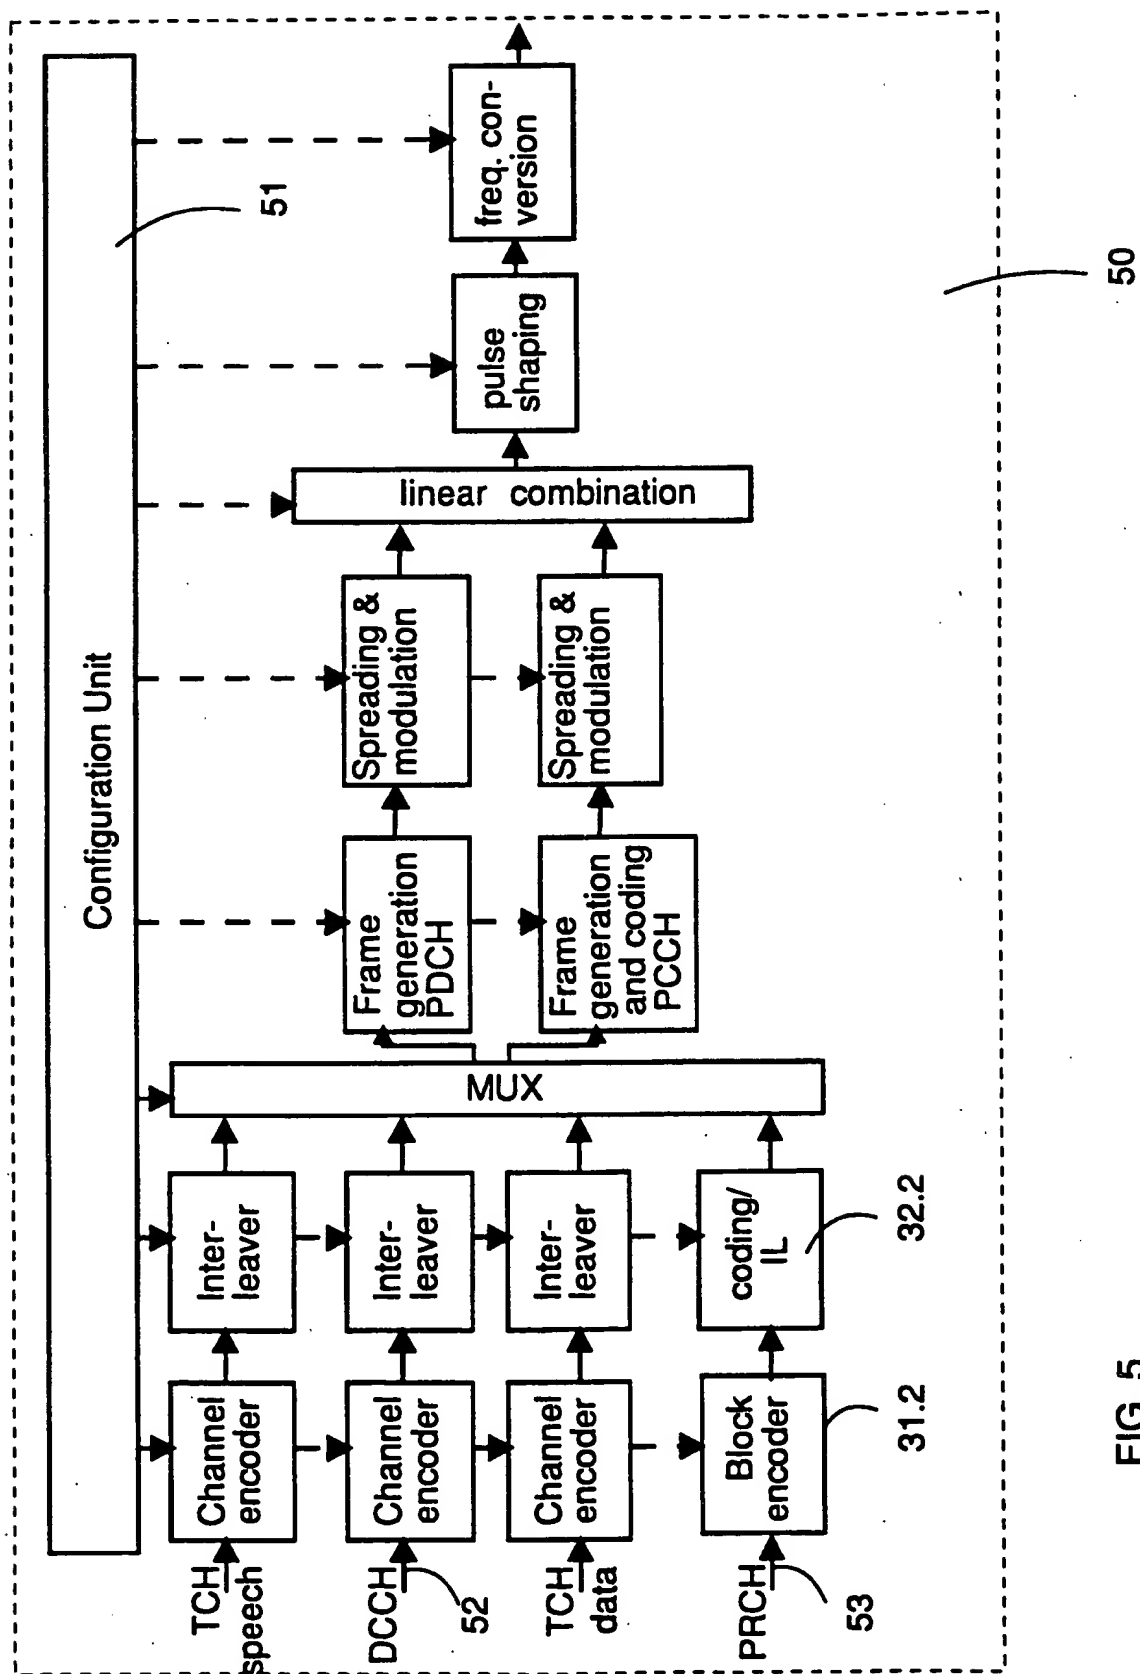 Configuration Unit
51
TCH
speech
Channel
encoder
Inter-
leaver
DCCH
52
Channel
encoder
Inter-
leaver
TCH
data
Channel
encoder
Inter-
leaver
PRCH
53
Block
encoder
31.2
coding/
IL
32.2
MUX
Frame
generation
PDCH
Spreading &
modulation
Frame
generation
and coding
PCCH
Spreading &
modulation
linear combination
pulse
shaping
freq. con-
version
50
FIG. 5